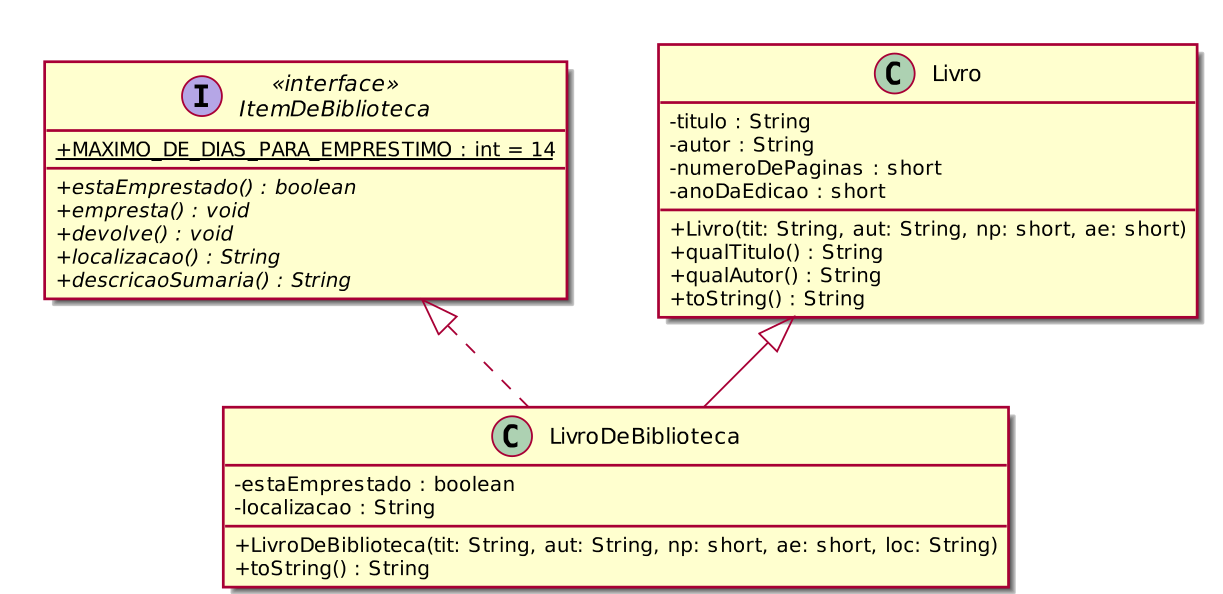 I
«interface»
ItemDeBiblioteca
+MAXIMO_DE_DIAS_PARA_EMPRESTIMO : int = 14
+estaEmprestado() : boolean
+empresta() : void
+devolve() : void
+localizacao() : String
+descricaoSumaria() : String
C Livro
-titulo : String
-autor : String
-numeroDePaginas : short
-anoDaEdicao : short
+Livro(tit: String, aut: String, np: short, ae: short)
+qualTitulo() : String
+qualAutor() : String
+toString() : String
C LivroDeBiblioteca
-estaEmprestado : boolean
-localizacao : String
+LivroDeBiblioteca(tit: String, aut: String, np: short, ae: short, loc: String)
+toString() : String